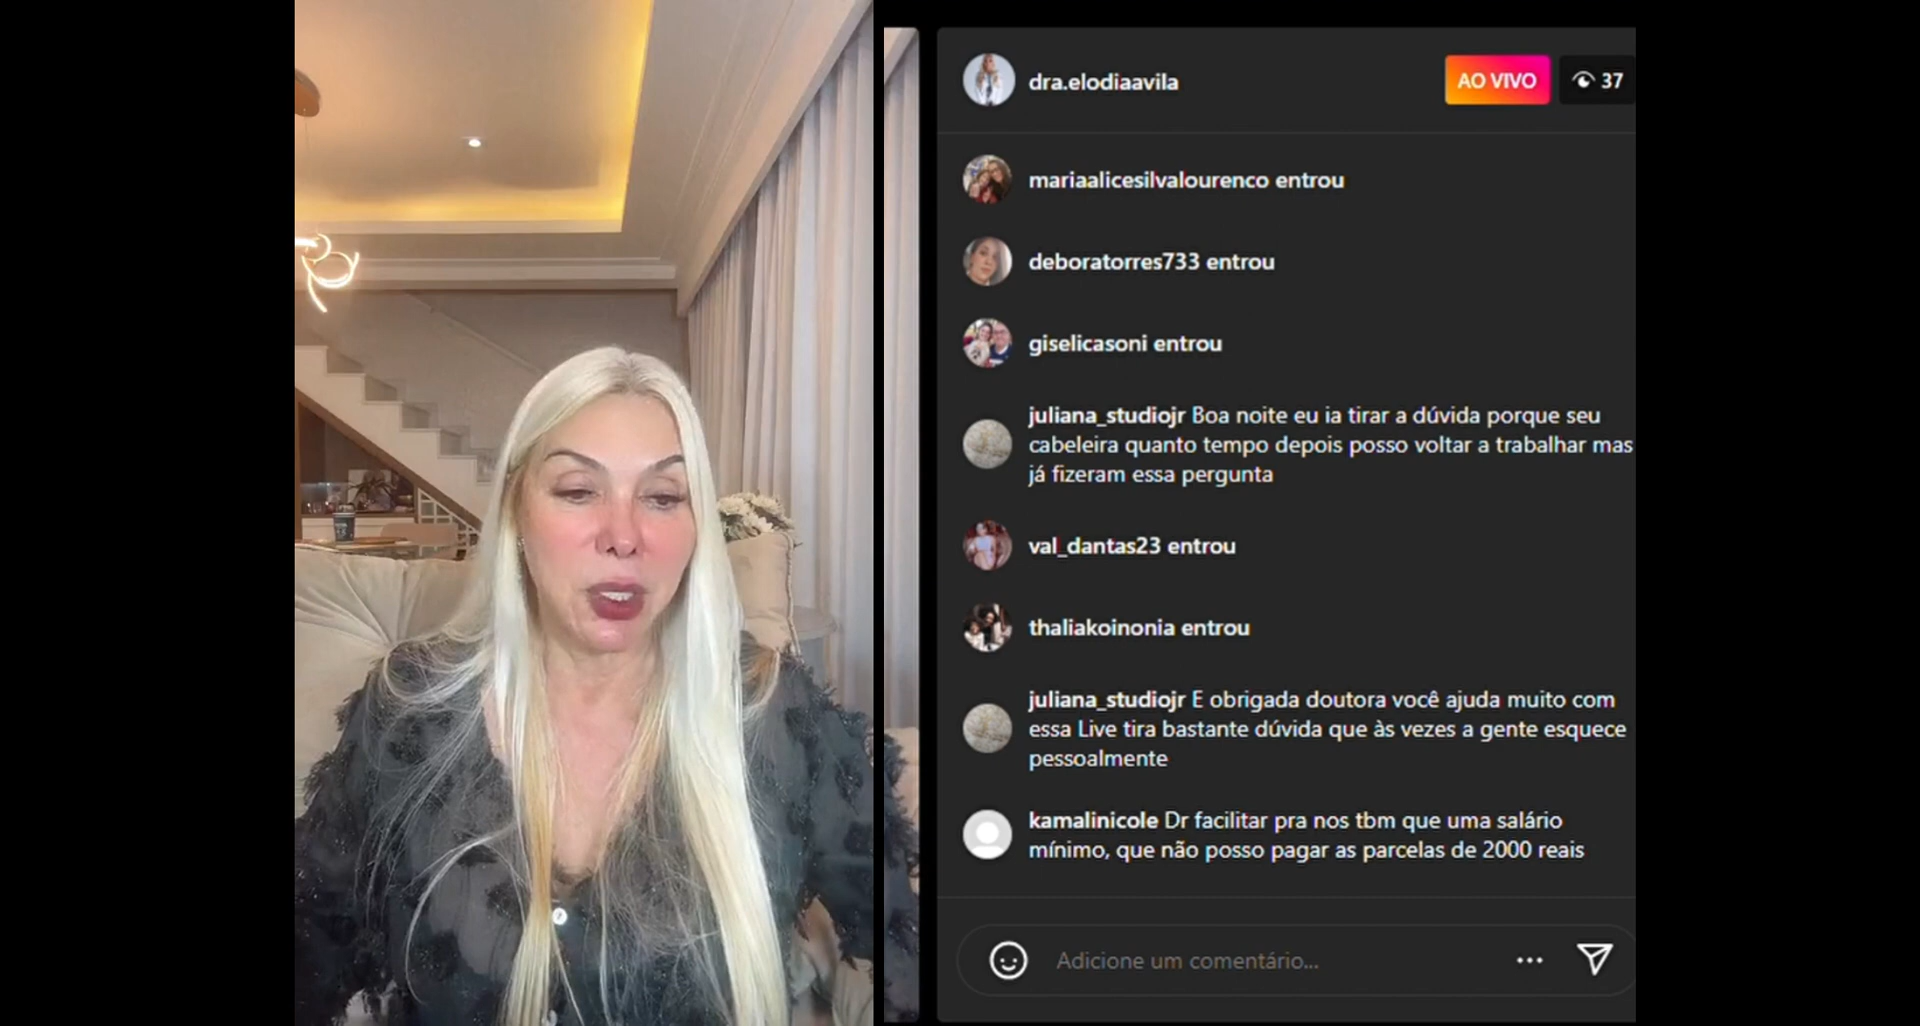 dra.elodiaavila
AO VIVO
37
mariaalicesilvalourenco entrou
deboratorres733 entrou
giselicasoni entrou
juliana_studiojr Boa noite eu ia tirar a dúvida porque seu
cabeleira quanto tempo depois posso voltar a trabalhar mas
já fizeram essa pergunta
val_dantas23 entrou
thaliakoinonia entrou
juliana_studiojr E obrigada doutora você ajuda muito com
essa Live tira bastante dúvida que às vezes a gente esquece
pessoalmente
kamalinicole Dr facilitar pra nos tbm que uma salário
mínimo, que não posso pagar as parcelas de 2000 reais
Adicione um comentário...